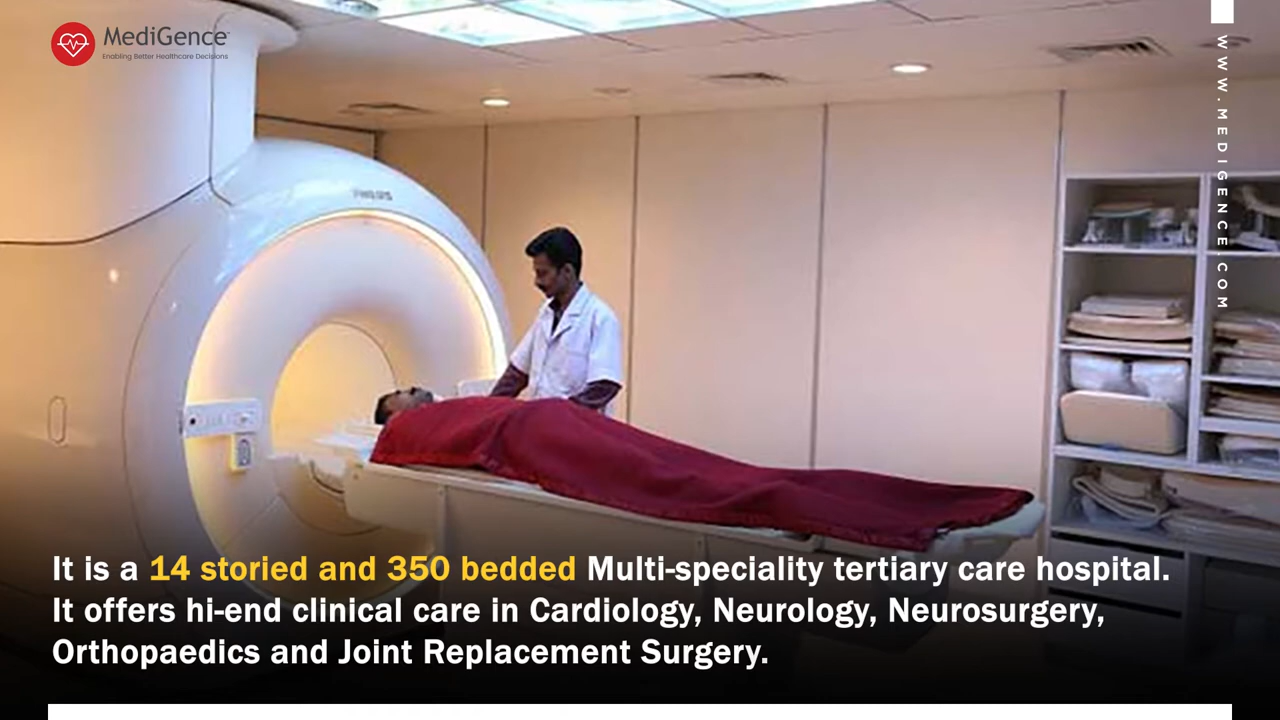 MediGence
Enabling Better Healthcare Decisions
WWW.MEDIGENCE.COM
PHILIPS
It is a 14 storied and 350 bedded Multi-speciality tertiary care hospital.
It offers hi-end clinical care in Cardiology, Neurology, Neurosurgery,
Orthopaedics and Joint Replacement Surgery.